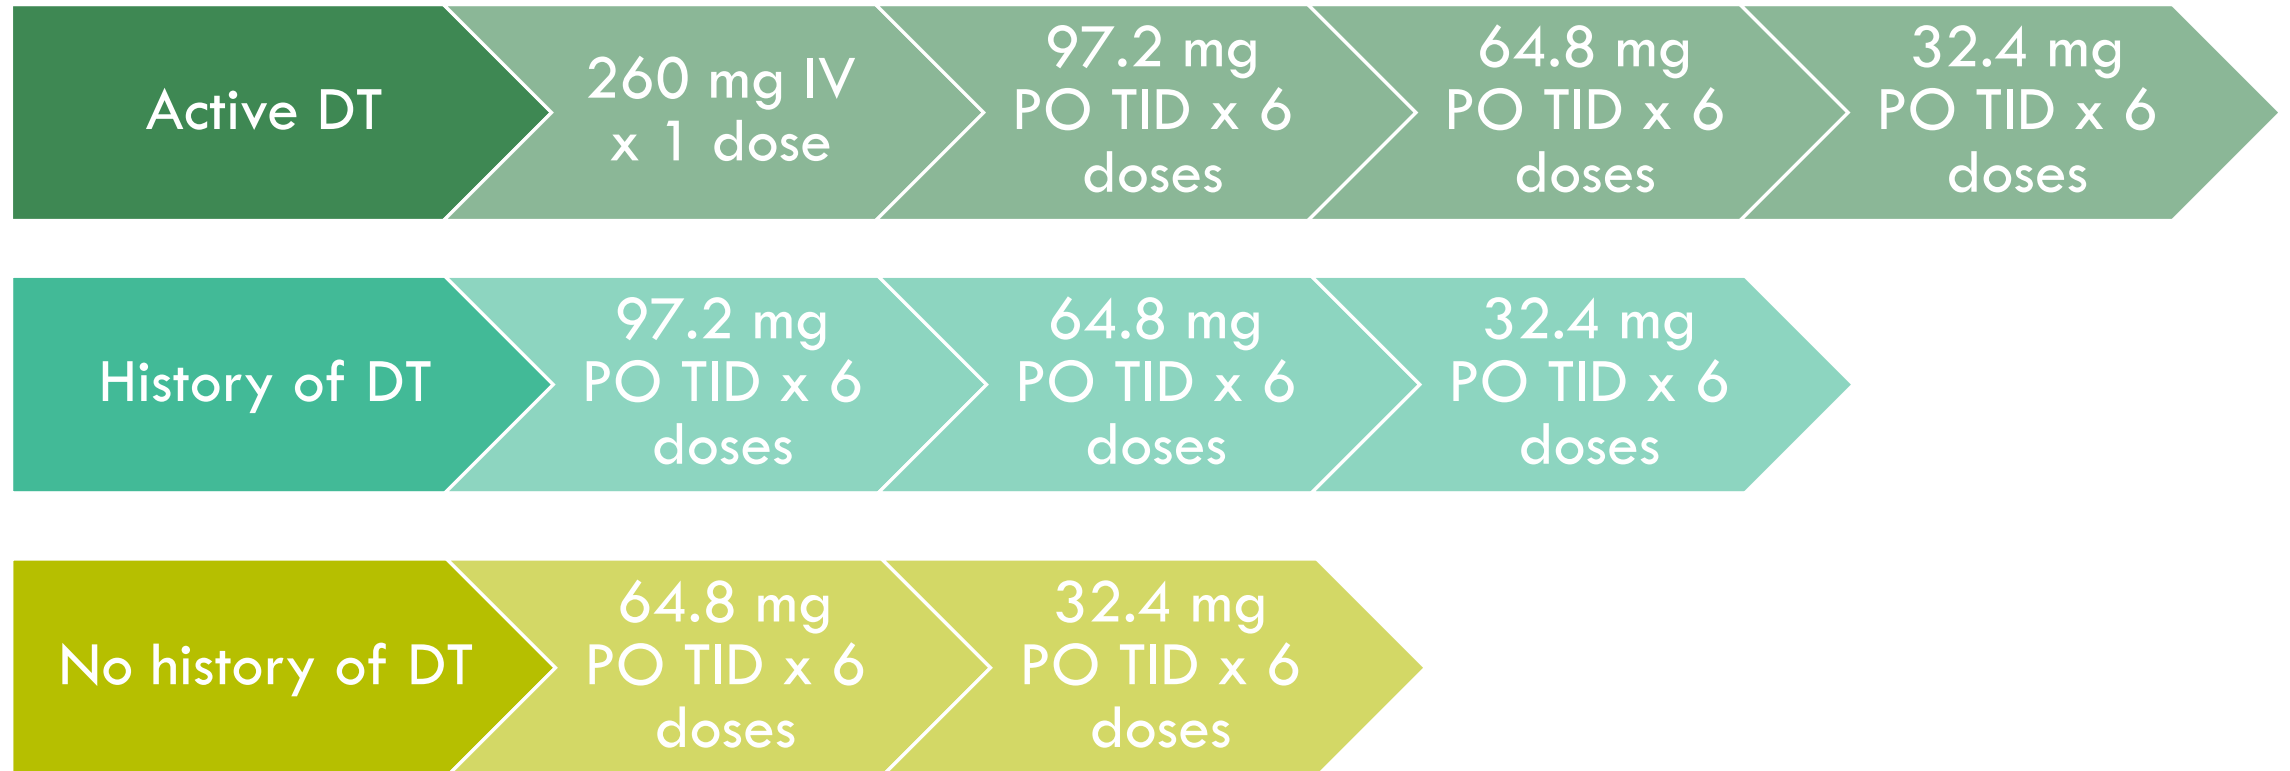 Active DT
260 mg IV
x 1 dose
97.2 mg
PO TID x 6
doses
64.8 mg
PO TID x 6
doses
32.4 mg
PO TID x 6
doses
History of DT
97.2 mg
PO TID x 6
doses
64.8 mg
PO TID x 6
doses
32.4 mg
PO TID x 6
doses
No history of DT
64.8 mg
PO TID x 6
doses
32.4 mg
PO TID x 6
doses